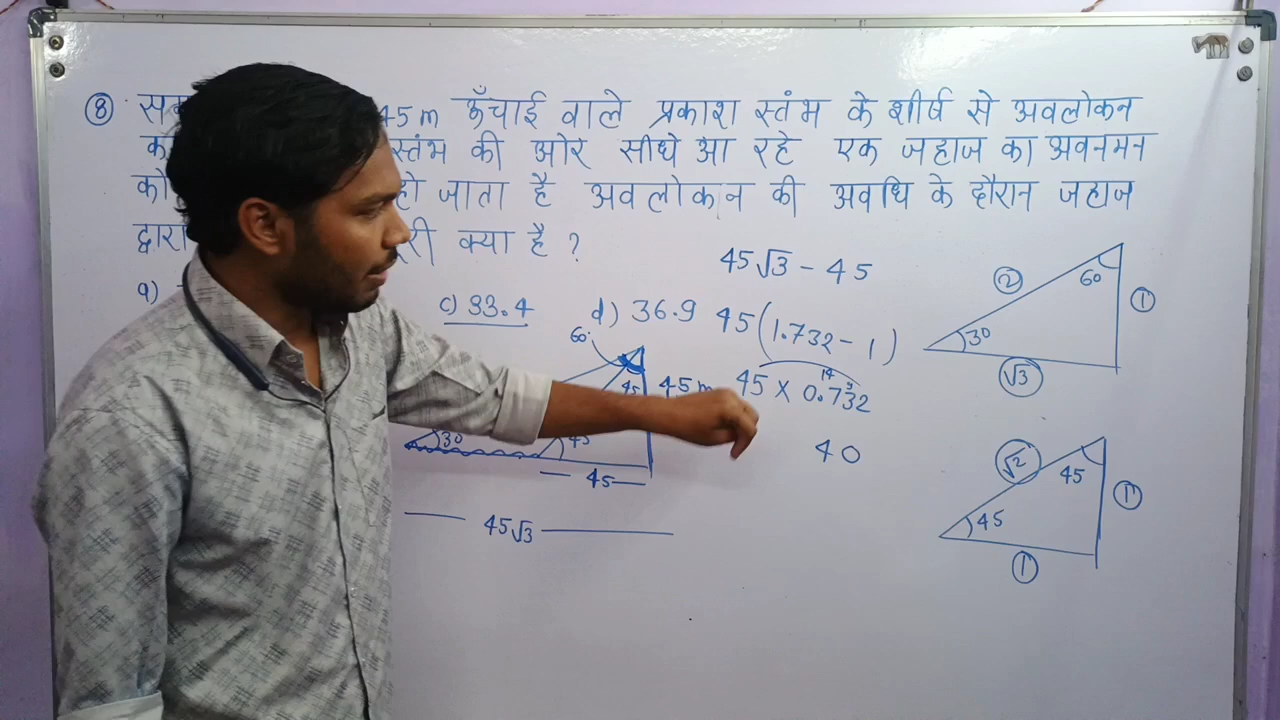 ⑧ 45 m ऊँचाई वाले प्रकाश स्तंभ के शीर्ष से अवलोकन
स्तंभ की ओर सीधे आ रहे एक जहाज का अवनमन
हो जाता है अवलोकन की अवधि के दौरान जहाज
द्वारा क्या है ?
a)
c) 33.4 d) 36.9
45√3 - 45
45(1.732 - 1)
45 x 0.732
40
60°
45
45 m
30 45
45
45√3
② 60 ①
30
√3
√2 45 1
45
1